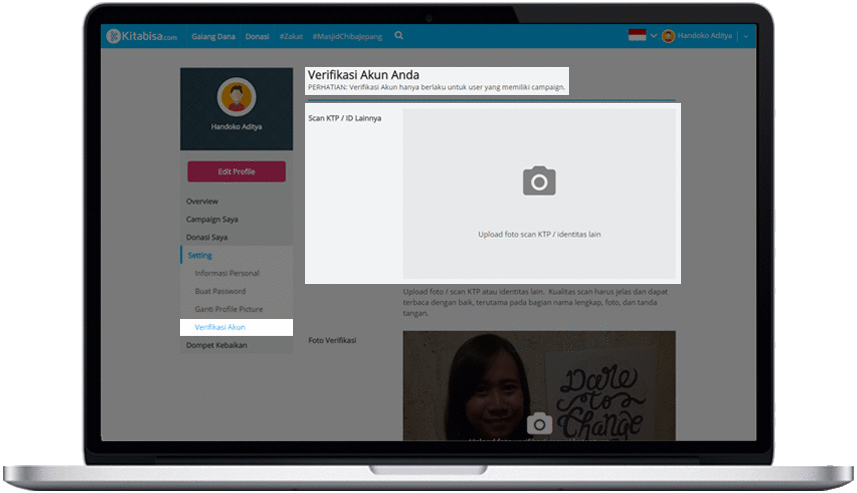 Kitabisa.com
Galang Dana Donasi #Zakat #MasjidChibaJepang
Handoko Aditya
Handoko Aditya
Edit Profile
Overview
Campaign Saya
Donasi Saya
Setting
Informasi Personal
Buat Password
Ganti Profile Picture
Verifikasi Akun
Dompet Kebaikan
Verifikasi Akun Anda
PERHATIAN: Verifikasi Akun hanya berlaku untuk user yang memiliki campaign.
Scan KTP / ID Lainnya
Upload foto scan KTP / identitas lain
Upload foto / scan KTP atau identitas lain. Kualitas scan harus jelas dan dapat
terbaca dengan baik, terutama pada bagian nama lengkap, foto, dan tanda
tangan.
Foto Verifikasi
Dare
to
Change
Upload foto